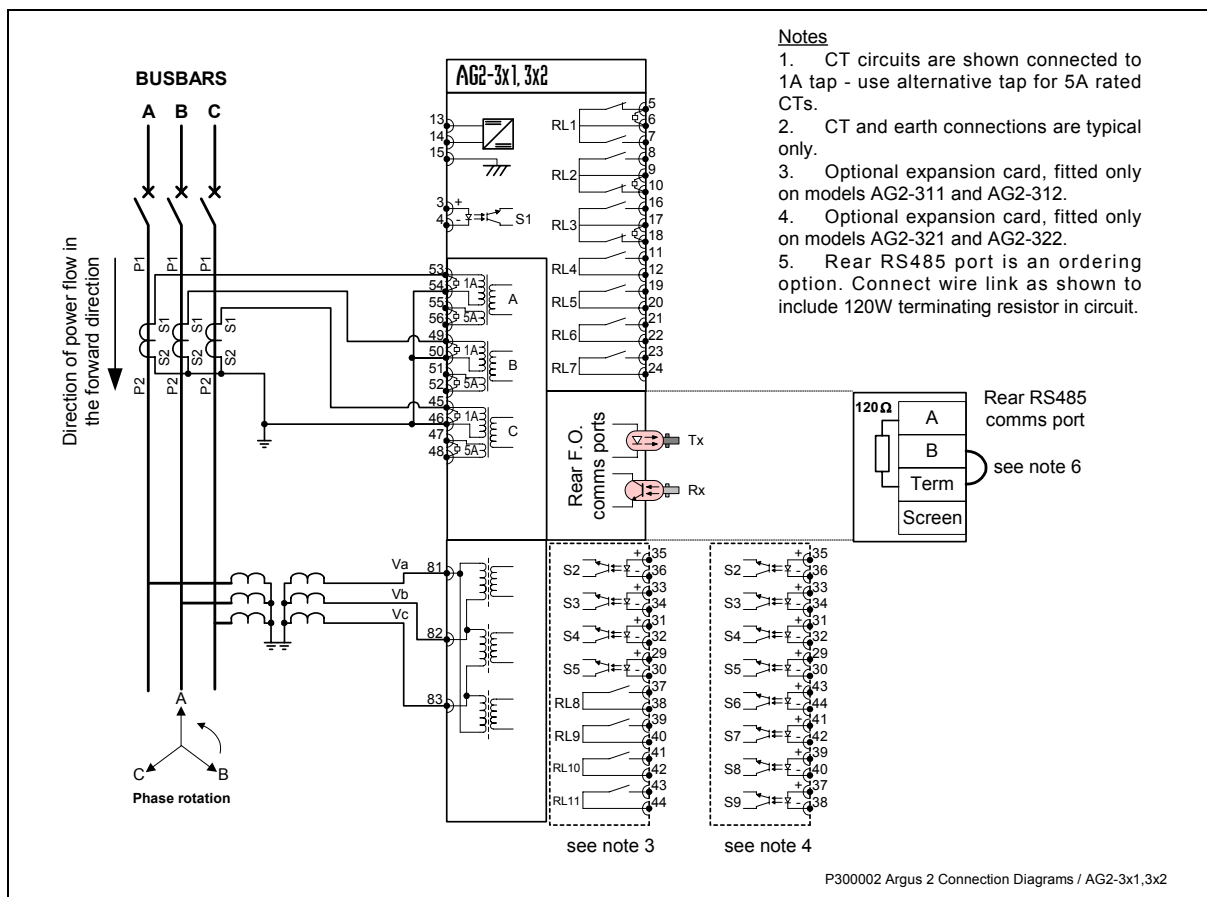 Notes
1. CT circuits are shown connected to
1A tap - use alternative tap for 5A rated
CTs.
2. CT and earth connections are typical
only.
3. Optional expansion card, fitted only
on models AG2-311 and AG2-312.
4. Optional expansion card, fitted only
on models AG2-321 and AG2-322.
5. Rear RS485 port is an ordering
option. Connect wire link as shown to
include 120W terminating resistor in circuit.
BUSBARS
A B C
Direction of power flow in
the forward direction
P1 P1 P1
S1 S1 S1
S2 S2 S2
P2 P2 P2
AG2-3x1, 3x2
13
14
15
3 +
4 -
S1
53
54 1A
A
55
56 5A
49
50 1A
B
51
52 5A
45
46 1A
C
47
48 5A
5
RL1 6
7
8
RL2 9
10
16
RL3 17
18
11
RL4 12
19
RL5 20
21
RL6 22
23
RL7 24
Rear F.O.
comms ports
Tx
Rx
120Ω
A
B
Term
Screen
Rear RS485
comms port
see note 6
Va 81
Vb
Vc 82
83
+ 35
S2 - 36
+ 33
S3 - 34
+ 31
S4 - 32
+ 29
S5 - 30
37
RL8 38
39
RL9 40
41
RL10 42
43
RL11 44
see note 3
+ 35
S2 - 36
+ 33
S3 - 34
+ 31
S4 - 32
+ 29
S5 - 30
+ 43
S6 - 44
+ 41
S7 - 42
+ 39
S8 - 40
+ 37
S9 - 38
see note 4
A
C B
Phase rotation
P300002 Argus 2 Connection Diagrams / AG2-3x1,3x2